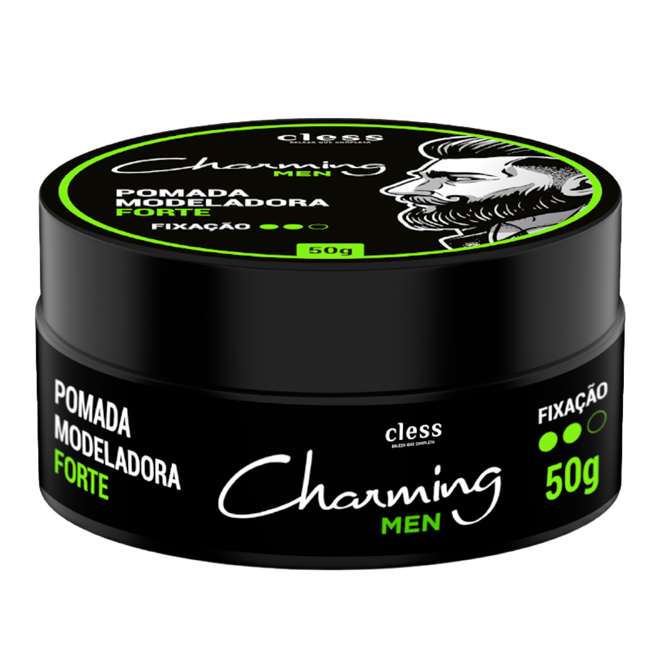 cless
BELEZA QUE COMPLETA
Charming
MEN
POMADA
MODELADORA
FORTE
FIXAÇÃO
50g
POMADA
MODELADORA
FORTE
cless
BELEZA QUE COMPLETA
Charming
MEN
FIXAÇÃO
50g